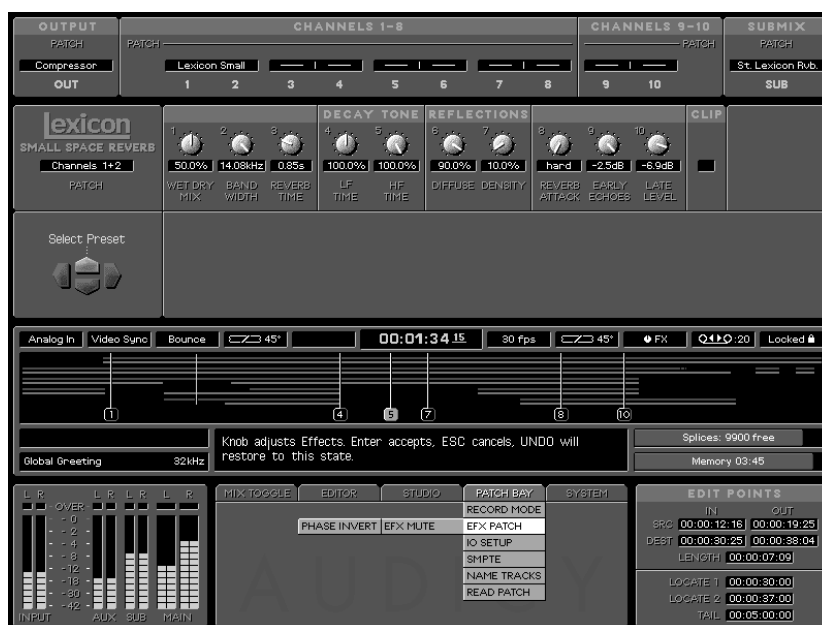 OUTPUT CHANNELS 1-8 CHANNELS 9-10 SUBMIX
PATCH PATCH PATCH PATCH
Compressor Lexicon Small St. Lexicon Rvb.
OUT 1 2 3 4 5 6 7 8 9 10 SUB
lexicon DECAY TONE REFLECTIONS CLIP
1 2 3 4 5 6 7 8 9 10
SMALL SPACE REVERB
Channels 1+2 50.0% 14.08kHz 0.85s 100.0% 100.0% 90.0% 10.0% hard -2.5dB -6.9dB
PATCH WET DRY BAND REVERB LF HF DIFFUSE DENSITY REVERB EARLY LATE
MIX WIDTH TIME TIME TIME ATTACK ECHOES LEVEL
Select Preset
Analog In Video Sync Bounce 45° 00:01:34 15 30 fps 45° FX :20 Locked
1 4 5 7 8 10
Knob adjusts Effects. Enter accepts, ESC cancels, UNDO will
restore to this state.
Global Greeting 32kHz
Splices: 9900 free
Memory 03:45
L R L R L R L R
OVER
- 0
- 2
- 4
- 8
-12
-18
-30
-42
INPUT AUX SUB MAIN
MIX TOGGLE EDITOR STUDIO PATCH BAY SYSTEM
RECORD MODE
PHASE INVERT EFX MUTE EFX PATCH
IO SETUP
SMPTE
NAME TRACKS
READ PATCH
AUDICY
EDIT POINTS
IN OUT
SRC 00:00:12:16 00:00:19:25
DEST 00:00:30:25 00:00:38:04
LENGTH 00:00:07:09
LOCATE 1 00:00:30:00
LOCATE 2 00:00:37:00
TAIL 00:05:00:00